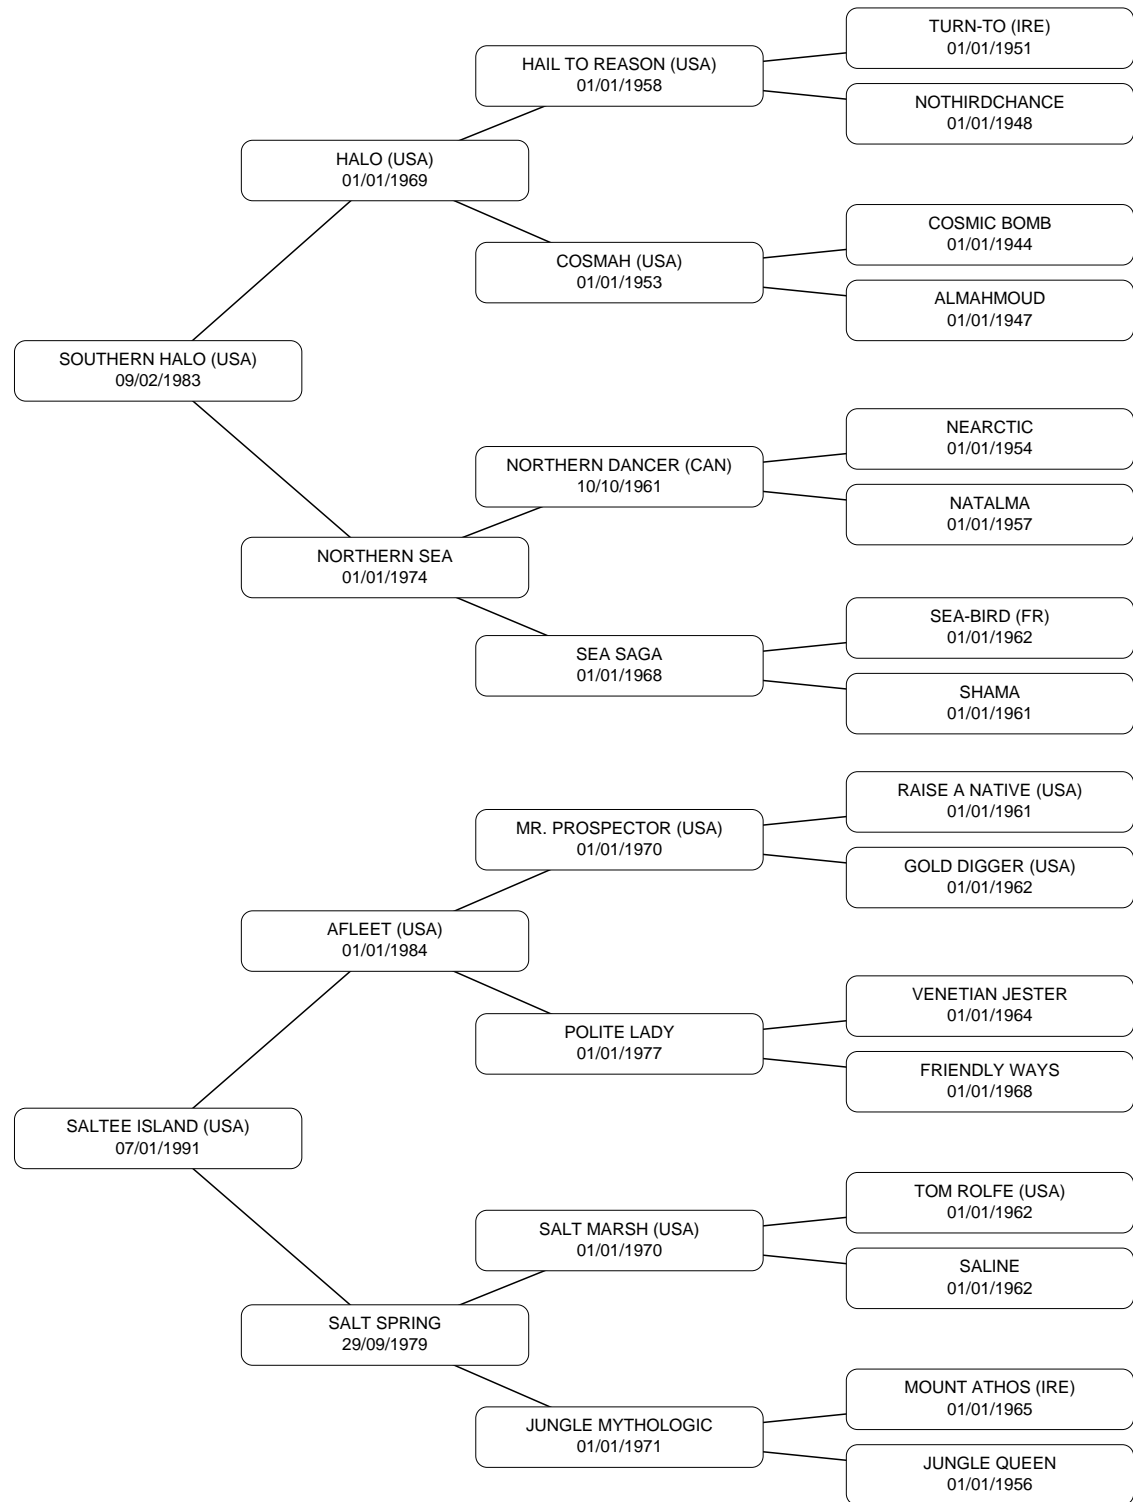 TURN-TO (IRE)
01/01/1951
HAIL TO REASON (USA)
01/01/1958
NOTHIRDCHANCE
01/01/1948
HALO (USA)
01/01/1969
COSMIC BOMB
01/01/1944
COSMAH (USA)
01/01/1953
ALMAHMOUD
01/01/1947
SOUTHERN HALO (USA)
09/02/1983
NEARCTIC
01/01/1954
NORTHERN DANCER (CAN)
10/10/1961
NATALMA
01/01/1957
NORTHERN SEA
01/01/1974
SEA-BIRD (FR)
01/01/1962
SEA SAGA
01/01/1968
SHAMA
01/01/1961
RAISE A NATIVE (USA)
01/01/1961
MR. PROSPECTOR (USA)
01/01/1970
GOLD DIGGER (USA)
01/01/1962
AFLEET (USA)
01/01/1984
VENETIAN JESTER
01/01/1964
POLITE LADY
01/01/1977
FRIENDLY WAYS
01/01/1968
SALTEE ISLAND (USA)
07/01/1991
TOM ROLFE (USA)
01/01/1962
SALT MARSH (USA)
01/01/1970
SALINE
01/01/1962
SALT SPRING
29/09/1979
MOUNT ATHOS (IRE)
01/01/1965
JUNGLE MYTHOLOGIC
01/01/1971
JUNGLE QUEEN
01/01/1956